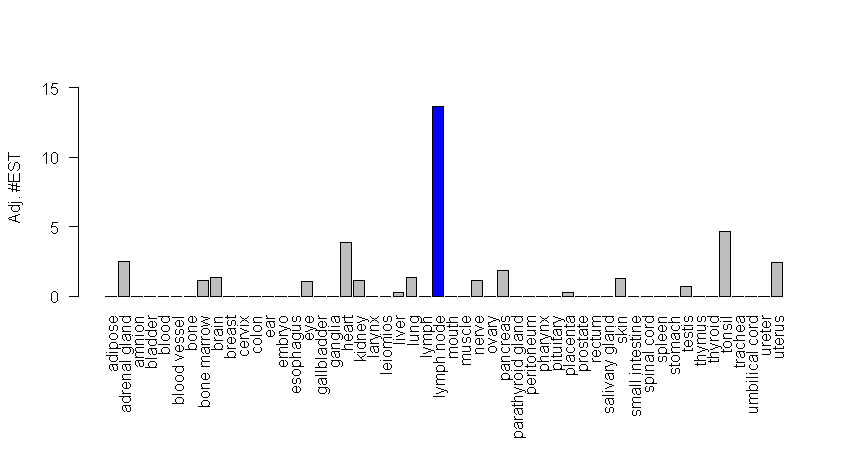 Adj. #EST
15
10
5
0
adipose
adrenal gland
amnion
bladder
blood
blood vessel
bone
bone marrow
brain
breast
cervix
colon
ear
embryo
esophagus
eye
gallbladder
ganglia
heart
kidney
larynx
leiomios
liver
lung
lymph
lymph node
mouth
muscle
nerve
ovary
pancreas
parathyroid gland
peritoneum
pharynx
pituitary
placenta
prostate
rectum
salivary gland
skin
small intestine
spinal cord
spleen
stomach
testis
thymus
thyroid
tonsil
trachea
umbilical cord
ureter
uterus